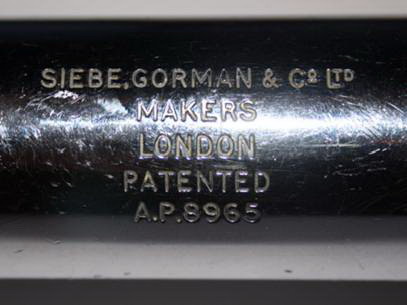 SIEBE, GORMAN & Cº LTD
MAKERS
LONDON
PATENTED
A.P.8965